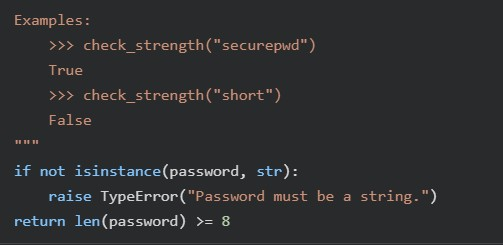 Examples:
    >>> check_strength("securepwd")
    True
    >>> check_strength("short")
    False
"""
if not isinstance(password, str):
    raise TypeError("Password must be a string.")
return len(password) >= 8